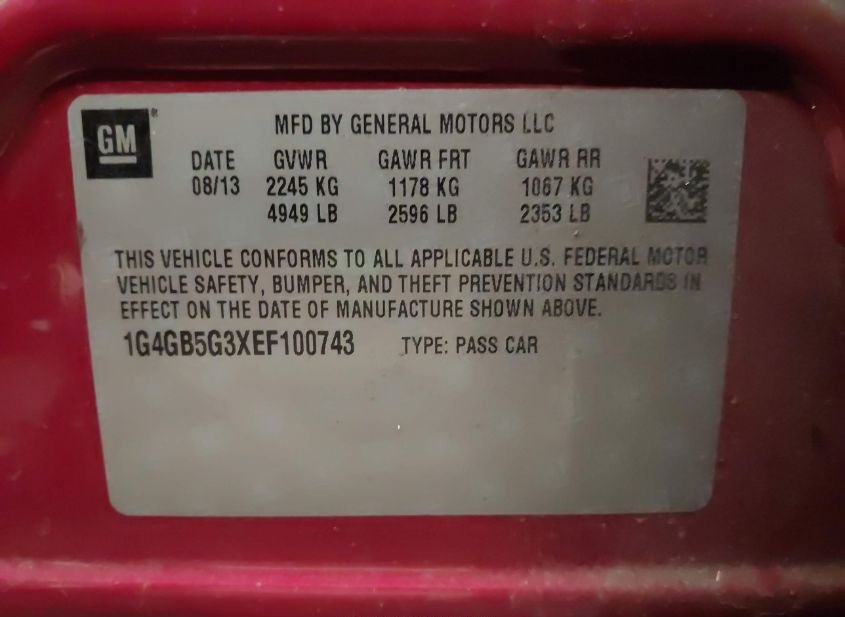 GM®
MFD BY GENERAL MOTORS LLC
DATE GVWR GAWR FRT GAWR RR
08/13 2245 KG 1178 KG 1067 KG
4949 LB 2596 LB 2353 LB
THIS VEHICLE CONFORMS TO ALL APPLICABLE U.S. FEDERAL MOTOR
VEHICLE SAFETY, BUMPER, AND THEFT PREVENTION STANDARDS IN
EFFECT ON THE DATE OF MANUFACTURE SHOWN ABOVE.
1G4GB5G3XEF100743 TYPE: PASS CAR